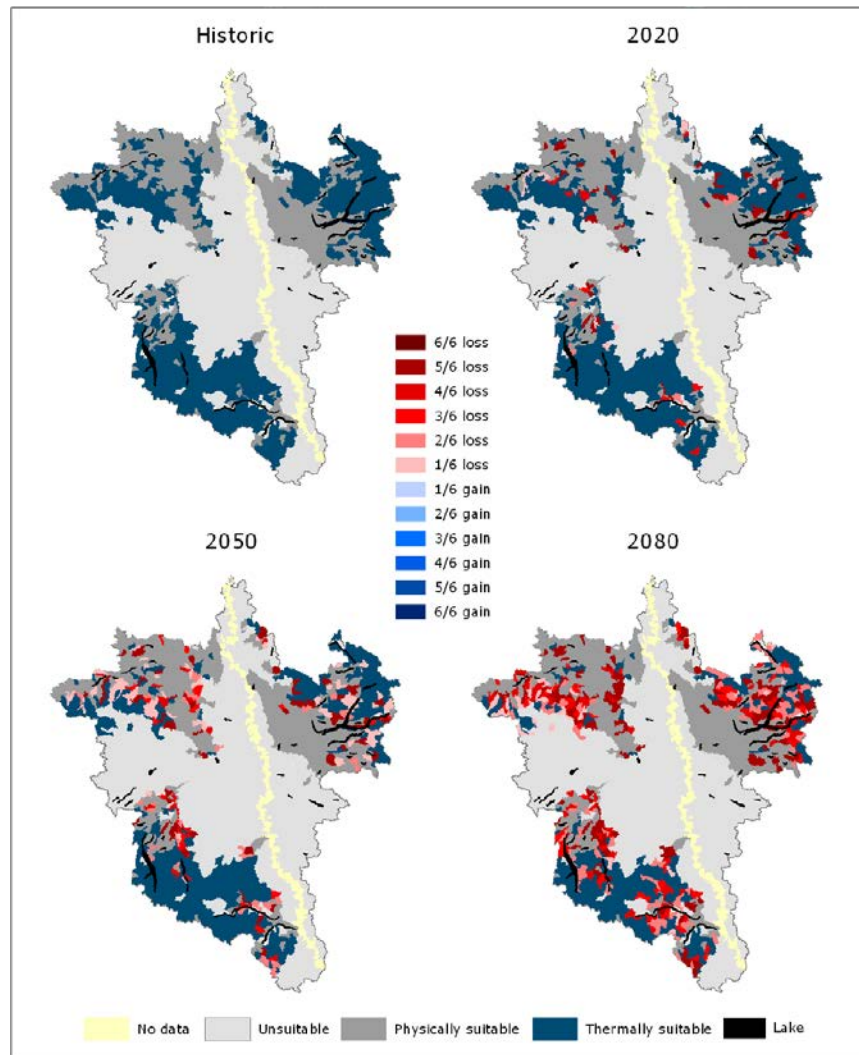 Historic
2020
6/6 loss
5/6 loss
4/6 loss
3/6 loss
2/6 loss
1/6 loss
1/6 gain
2/6 gain
3/6 gain
4/6 gain
5/6 gain
6/6 gain
2050
2080
No data
Unsuitable
Physically suitable
Thermally suitable
Lake